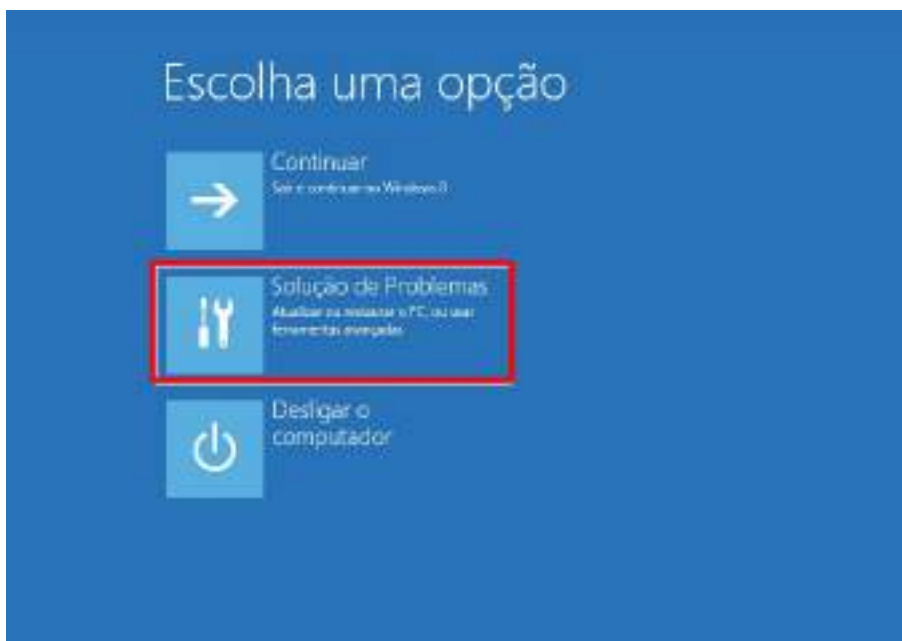 Escolha uma opção
Continuar
Sair e continuar no Windows 8
Solução de Problemas
Atualizar ou restaurar o PC, ou usar
ferramentas avançadas
Desligar o
computador